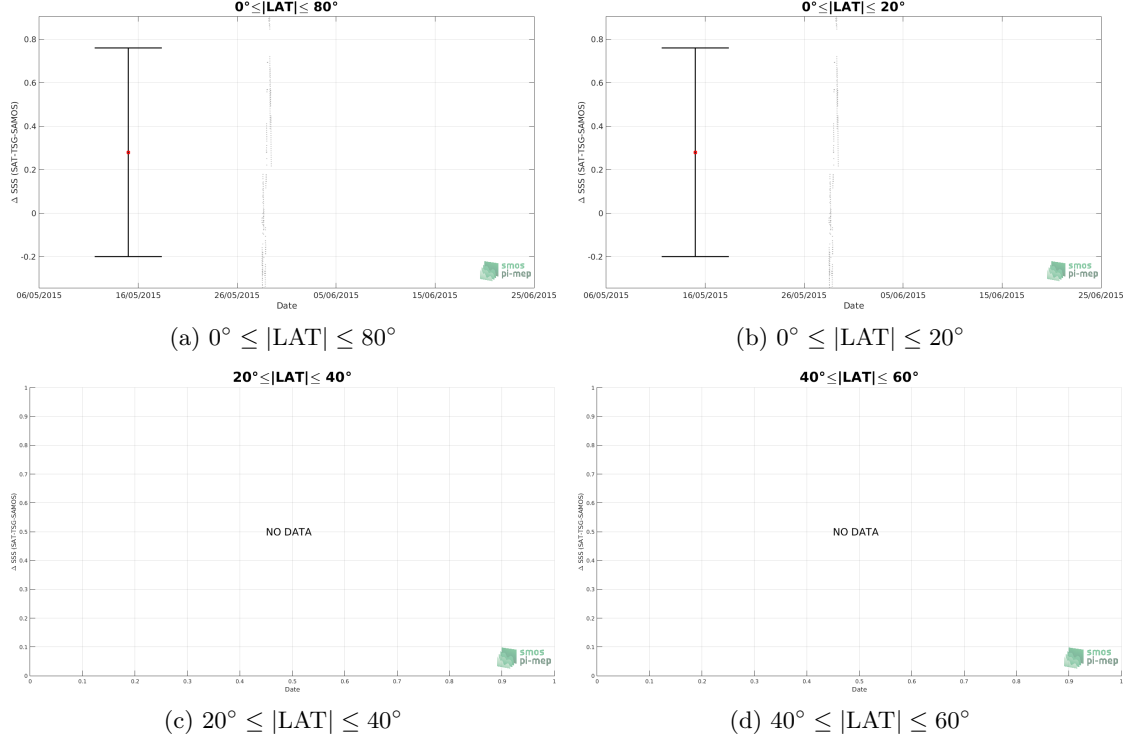 0°≤|LAT|≤ 80°
0.8
0.6
0.4
0.2
0
-0.2
Δ SSS (SAT-TSG-SAMOS)
06/05/2015 16/05/2015 26/05/2015 05/06/2015 15/06/2015 25/06/2015
Date
smos
pi-mep
(a) 0° ≤ |LAT| ≤ 80°
0°≤|LAT|≤ 20°
0.8
0.6
0.4
0.2
0
-0.2
Δ SSS (SAT-TSG-SAMOS)
06/05/2015 16/05/2015 26/05/2015 05/06/2015 15/06/2015 25/06/2015
Date
smos
pi-mep
(b) 0° ≤ |LAT| ≤ 20°
20°≤|LAT|≤ 40°
1
0.9
0.8
0.7
0.6
0.5
0.4
0.3
0.2
0.1
0
Δ SSS (SAT-TSG-SAMOS)
NO DATA
0 0.1 0.2 0.3 0.4 0.5 0.6 0.7 0.8 0.9 1
Date
smos
pi-mep
(c) 20° ≤ |LAT| ≤ 40°
40°≤|LAT|≤ 60°
1
0.9
0.8
0.7
0.6
0.5
0.4
0.3
0.2
0.1
0
Δ SSS (SAT-TSG-SAMOS)
NO DATA
0 0.1 0.2 0.3 0.4 0.5 0.6 0.7 0.8 0.9 1
Date
smos
pi-mep
(d) 40° ≤ |LAT| ≤ 60°